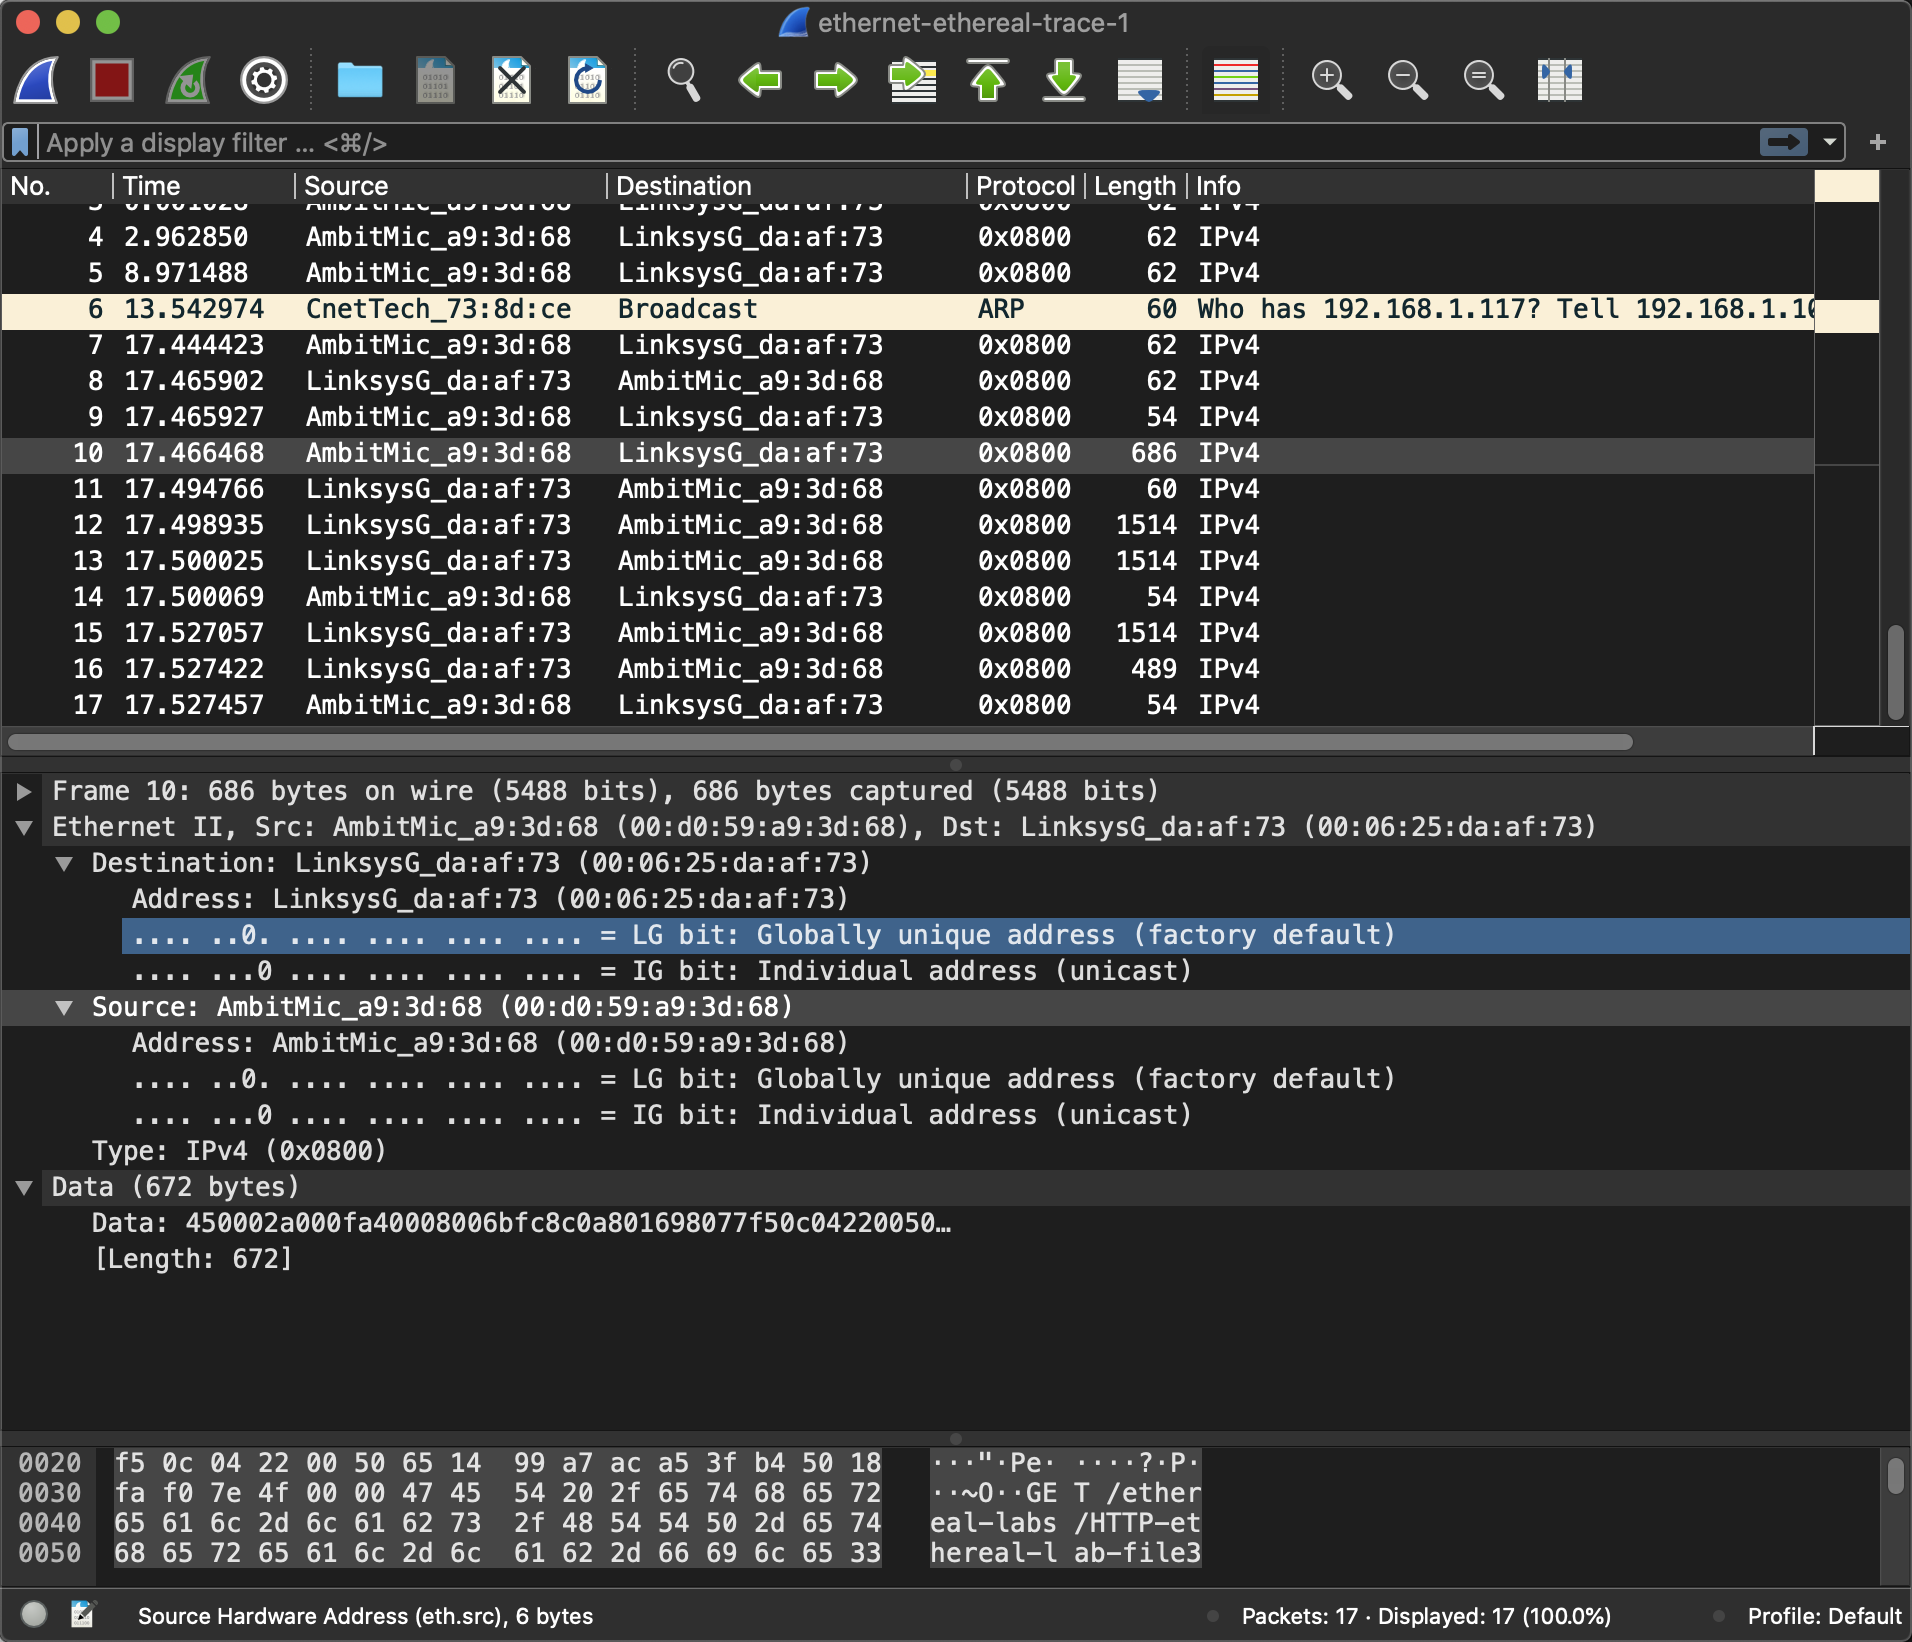 ethernet-ethereal-trace-1
Apply a display filter ... <⌘/>
No. Time Source Destination Protocol Length Info
4 2.962850 AmbitMic_a9:3d:68 LinksysG_da:af:73 0x0800 62 IPv4
5 8.971488 AmbitMic_a9:3d:68 LinksysG_da:af:73 0x0800 62 IPv4
6 13.542974 CnetTech_73:8d:ce Broadcast ARP 60 Who has 192.168.1.117? Tell 192.168.1.10
7 17.444423 AmbitMic_a9:3d:68 LinksysG_da:af:73 0x0800 62 IPv4
8 17.465902 LinksysG_da:af:73 AmbitMic_a9:3d:68 0x0800 62 IPv4
9 17.465927 AmbitMic_a9:3d:68 LinksysG_da:af:73 0x0800 54 IPv4
10 17.466468 AmbitMic_a9:3d:68 LinksysG_da:af:73 0x0800 686 IPv4
11 17.494766 LinksysG_da:af:73 AmbitMic_a9:3d:68 0x0800 60 IPv4
12 17.498935 LinksysG_da:af:73 AmbitMic_a9:3d:68 0x0800 1514 IPv4
13 17.500025 LinksysG_da:af:73 AmbitMic_a9:3d:68 0x0800 1514 IPv4
14 17.500069 AmbitMic_a9:3d:68 LinksysG_da:af:73 0x0800 54 IPv4
15 17.527057 LinksysG_da:af:73 AmbitMic_a9:3d:68 0x0800 1514 IPv4
16 17.527422 LinksysG_da:af:73 AmbitMic_a9:3d:68 0x0800 489 IPv4
17 17.527457 AmbitMic_a9:3d:68 LinksysG_da:af:73 0x0800 54 IPv4
Frame 10: 686 bytes on wire (5488 bits), 686 bytes captured (5488 bits)
Ethernet II, Src: AmbitMic_a9:3d:68 (00:d0:59:a9:3d:68), Dst: LinksysG_da:af:73 (00:06:25:da:af:73)
Destination: LinksysG_da:af:73 (00:06:25:da:af:73)
Address: LinksysG_da:af:73 (00:06:25:da:af:73)
.... ..0. .... .... .... .... = LG bit: Globally unique address (factory default)
.... ...0 .... .... .... .... = IG bit: Individual address (unicast)
Source: AmbitMic_a9:3d:68 (00:d0:59:a9:3d:68)
Address: AmbitMic_a9:3d:68 (00:d0:59:a9:3d:68)
.... ..0. .... .... .... .... = LG bit: Globally unique address (factory default)
.... ...0 .... .... .... .... = IG bit: Individual address (unicast)
Type: IPv4 (0x0800)
Data (672 bytes)
Data: 450002a000fa40008006bfc8c0a801698077f50c04220050…
[Length: 672]
0020 f5 0c 04 22 00 50 65 14 99 a7 ac a5 3f b4 50 18 ···"·Pe· ····?·P·
0030 fa f0 7e 4f 00 00 47 45 54 20 2f 65 74 68 65 72 ··~O··GE T /ether
0040 65 61 6c 2d 6c 61 62 73 2f 48 54 54 50 2d 65 74 eal-labs /HTTP-et
0050 68 65 72 65 61 6c 2d 6c 61 62 2d 66 69 6c 65 33 hereal-l ab-file3
Source Hardware Address (eth.src), 6 bytes Packets: 17 · Displayed: 17 (100.0%) Profile: Default